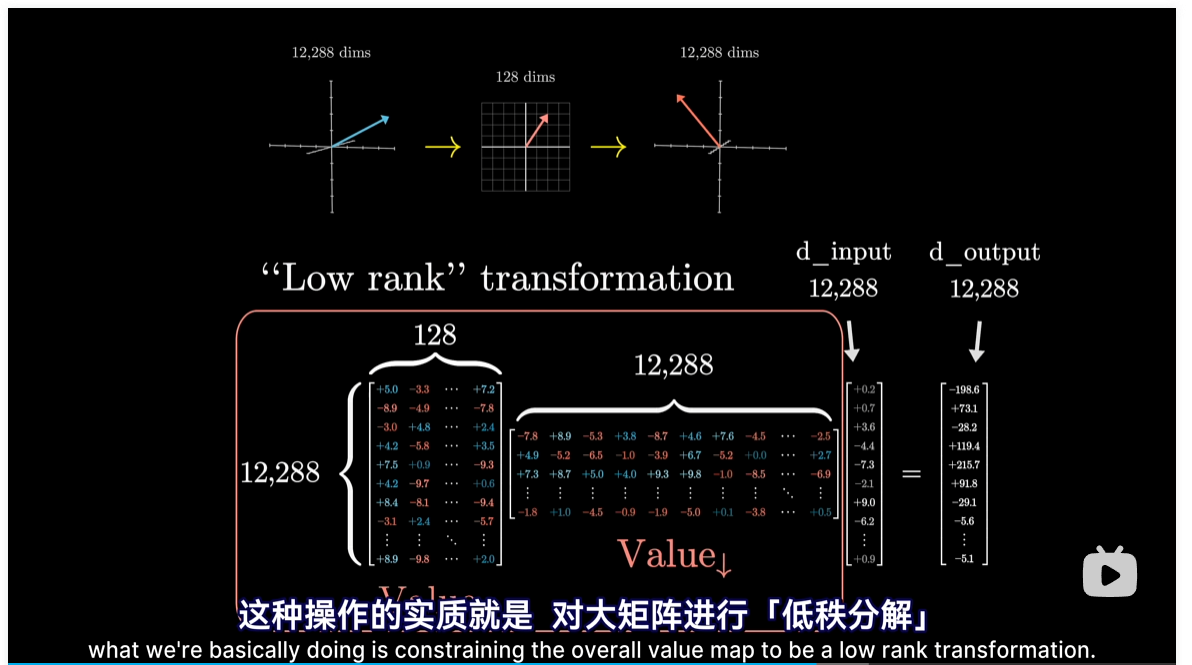 12,288 dims
128 dims
12,288 dims
“Low rank” transformation
d_input
12,288
d_output
12,288
128
12,288
12,288
+5.0 −3.3 ⋯ +7.2
−8.9 −4.9 ⋯ −7.8
−3.0 +4.8 ⋯ +2.4
+4.2 −5.8 ⋯ +3.5
+7.5 +0.9 ⋯ −9.3
+4.2 −9.7 ⋯ +0.6
+8.4 −8.1 ⋯ −9.4
−3.1 +2.4 ⋯ −5.7
⋮ ⋮ ⋱ ⋮
+8.9 −9.8 ⋯ +2.0
−7.8 +8.9 −5.3 +3.8 −8.7 +4.6 +7.6 −4.5 ⋯ −2.5
+4.9 −5.2 −6.5 −1.0 −3.9 +6.7 −5.2 +0.0 ⋯ +2.7
+7.3 +8.7 +5.0 +4.0 +9.3 +9.8 −1.0 −8.5 ⋯ −6.9
⋮ ⋮ ⋮ ⋮ ⋮ ⋮ ⋮ ⋮ ⋱ ⋮
−1.8 +1.0 −4.5 −0.9 −1.9 −5.0 +0.1 −3.8 ⋯ +0.5
+0.2
+0.7
+3.6
−4.4
−7.3
−2.1
+9.0
−6.2
⋮
+0.9
=
−198.6
+73.1
−28.2
+119.4
+215.7
+91.8
−29.1
−5.6
⋮
−5.1
Value↓
这种操作的实质就是 对大矩阵进行「低秩分解」
what we're basically doing is constraining the overall value map to be a low rank transformation.